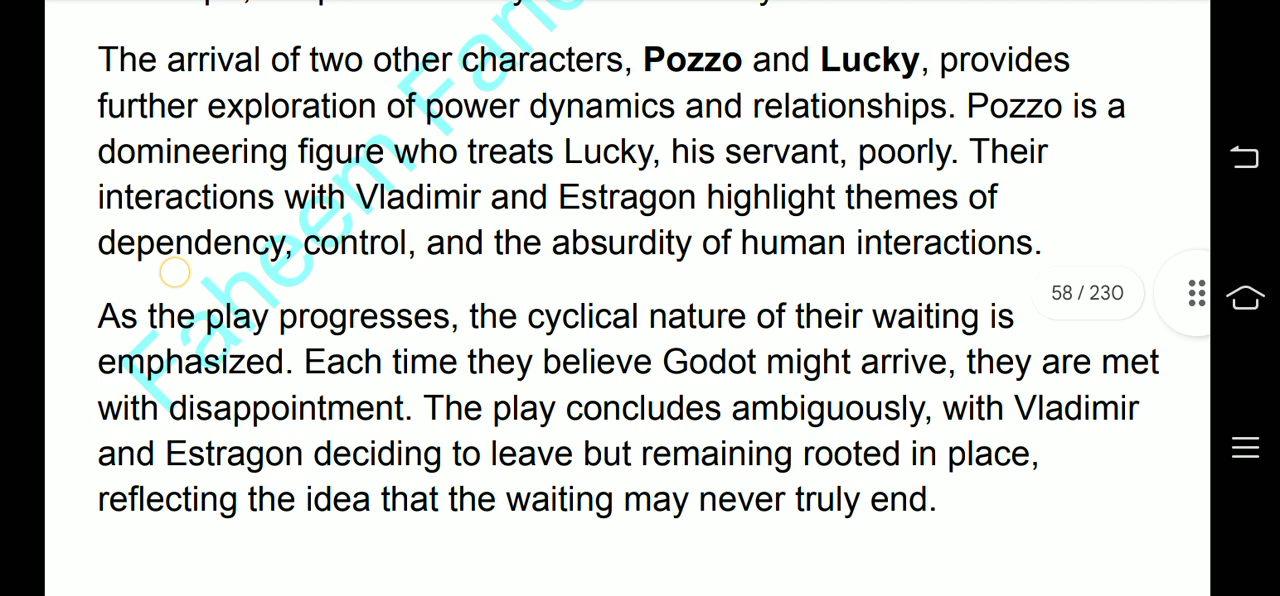 The arrival of two other characters, Pozzo and Lucky, provides
further exploration of power dynamics and relationships. Pozzo is a
domineering figure who treats Lucky, his servant, poorly. Their
interactions with Vladimir and Estragon highlight themes of
dependency, control, and the absurdity of human interactions.
58 / 230
As the play progresses, the cyclical nature of their waiting is
emphasized. Each time they believe Godot might arrive, they are met
with disappointment. The play concludes ambiguously, with Vladimir
and Estragon deciding to leave but remaining rooted in place,
reflecting the idea that the waiting may never truly end.
Faheem